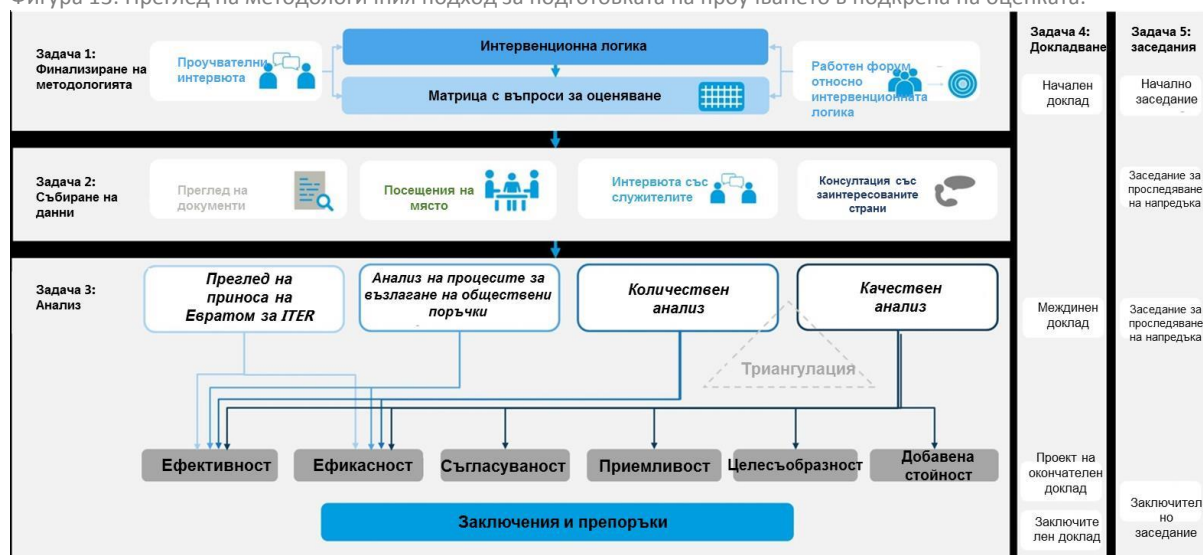 Фигура 13: Преглед на методологичния подход за подготовката на проучването в подкрепа на оценката.
Задача 1:
Финализиране на
методологията
Проучвателни
интервюта
Интервенционна логика
Матрица с въпроси за оценяване
Работен форум
относно
интервенционната
логика
Задача 2:
Събиране на
данни
Преглед на
документи
Посещения на
място
Интервюта със
служителите
Консултация със
заинтересованите
страни
Задача 3:
Анализ
Преглед на
приноса на
Евратом за ITER
Анализ на процесите за
възлагане на обществени
поръчки
Количествен
анализ
Качествен
анализ
Триангулация
Ефективност
Ефикасност
Съгласуваност
Приемливост
Целесъобразност
Добавена
стойност
Заключения и препоръки
Задача 4:
Докладване
Начален
доклад
Междинен
доклад
Проект на
окончателен
доклад
Заключите
лен доклад
Задача 5:
заседания
Начално
заседание
Заседание за
проследяване
на напредъка
Заседание за
проследяване
на напредъка
Заключител
но
заседание